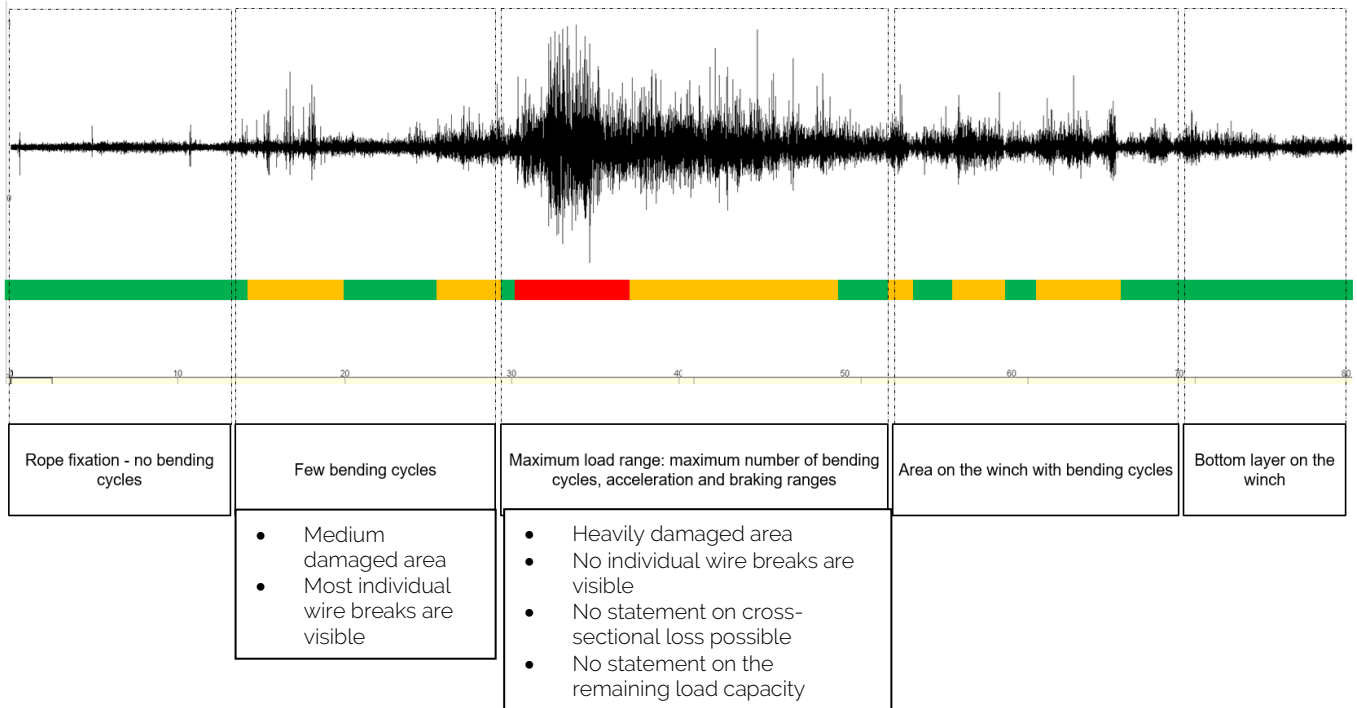 0
0
10
20
30
40
50
60
70
80
Rope fixation - no bending
cycles
Few bending cycles
Maximum load range: maximum number of bending
cycles, acceleration and braking ranges
Area on the winch with bending cycles
Bottom layer on the
winch
• Medium
damaged area
• Most individual
wire breaks are
visible
• Heavily damaged area
• No individual wire breaks are
visible
• No statement on cross-
sectional loss possible
• No statement on the
remaining load capacity